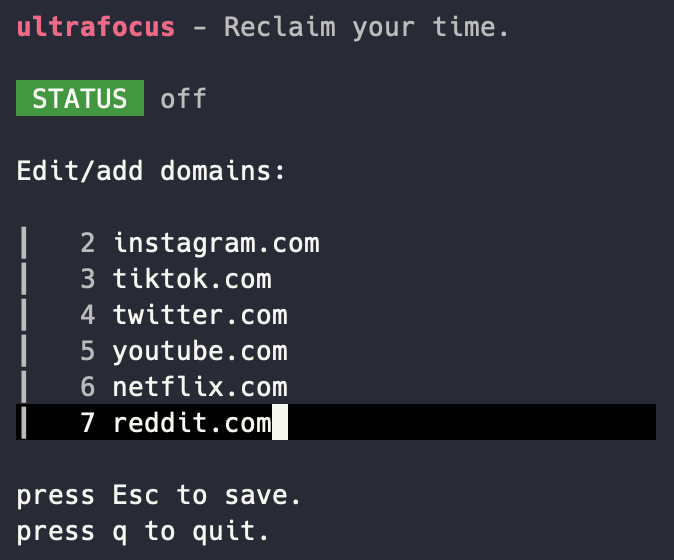 ultrafocus - Reclaim your time.
STATUS off
Edit/add domains:
2 instagram.com
3 tiktok.com
4 twitter.com
5 youtube.com
6 netflix.com
7 reddit.com
press Esc to save.
press q to quit.